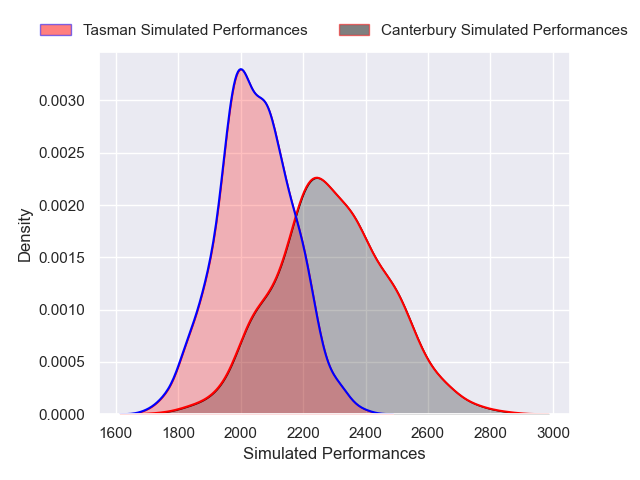 Tasman Simulated Performances Canterbury Simulated Performances
0.0030
0.0025
0.0020
0.0015
0.0010
0.0005
0.0000
Density
1600 1800 2000 2200 2400 2600 2800 3000
Simulated Performances